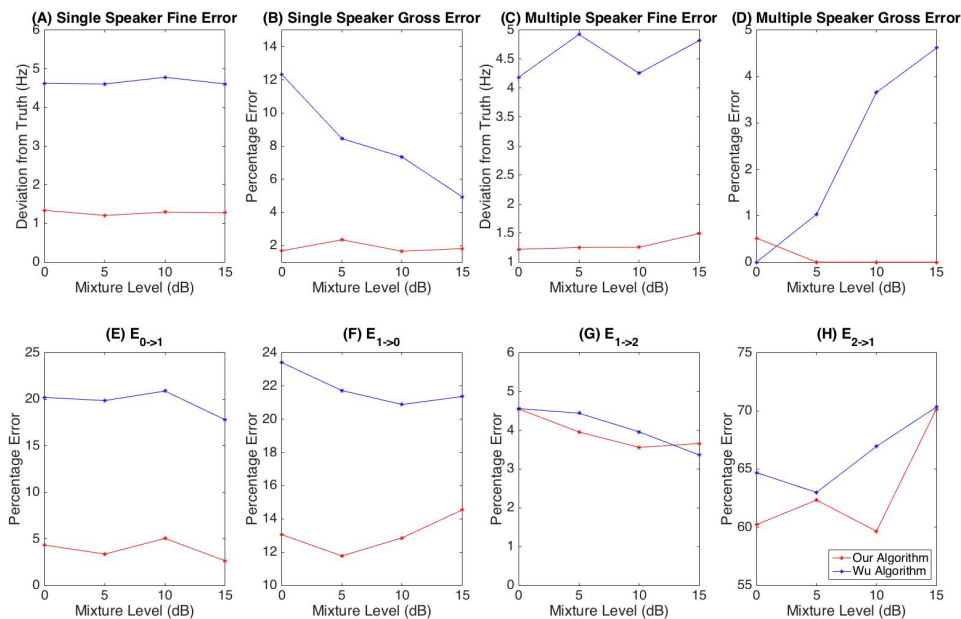 (A) Single Speaker Fine Error
(B) Single Speaker Gross Error
(C) Multiple Speaker Fine Error
(D) Multiple Speaker Gross Error
Deviation from Truth (Hz)
6
5
4
3
2
1
0
0 5 10 15
Mixture Level (dB)
Percentage Error
14
12
10
8
6
4
2
0 5 10 15
Mixture Level (dB)
Deviation from Truth (Hz)
5
4.5
4
3.5
3
2.5
2
1.5
1
0 5 10 15
Mixture Level (dB)
Percentage Error
5
4
3
2
1
0
0 5 10 15
Mixture Level (dB)
(E) E0->1
(F) E1->0
(G) E1->2
(H) E2->1
Percentage Error
25
20
15
10
5
0
0 5 10 15
Mixture Level (dB)
Percentage Error
24
22
20
18
16
14
12
10
0 5 10 15
Mixture Level (dB)
Percentage Error
6
5
4
3
2
1
0
0 5 10 15
Mixture Level (dB)
Percentage Error
75
70
65
60
55
0 5 10 15
Mixture Level (dB)
Our Algorithm
Wu Algorithm